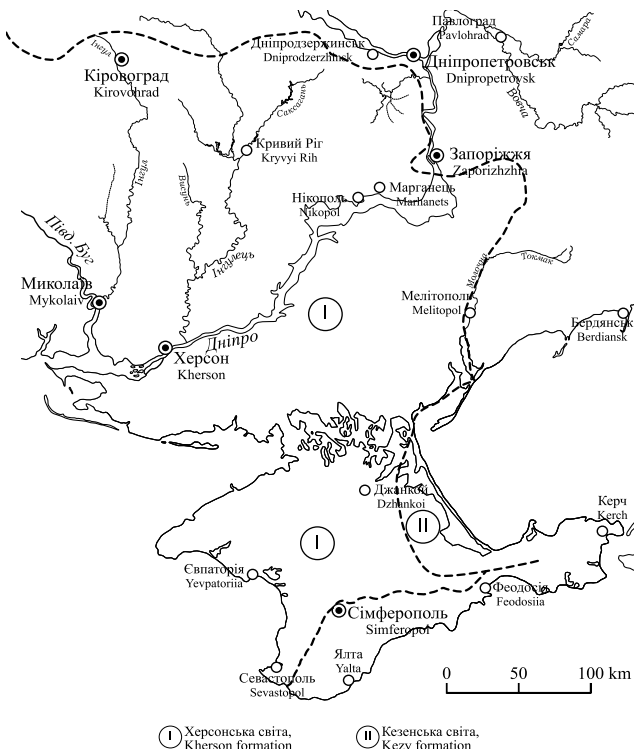 Павлоград
Pavlohrad
Самара
Інгул
Дніпродзержинськ
Dniprodzerzhinsk
Дніпропетровськ
Dnipropetrovsk
Кіровоград
Kirovohrad
Вовча
Саксагань
Кривий Ріг
Kryvyi Rih
Запоріжжя
Zaporizhzhia
Інгул
Висунь
Марганець
Marhanets
Нікополь
Nikopol
Півд. Буг
Інгулець
Молочна
Токмак
Миколаїв
Mykolaiv
Мелітополь
Melitopol
I
Бердянськ
Berdiansk
Дніпро
Херсон
Kherson
Джанкой
Dzhankoi
Керч
Kerch
I
II
Євпаторія
Yevpatoriia
Феодосія
Feodosiia
Сімферополь
Simferopol
Ялта
Yalta
Севастополь
Sevastopol
0 50 100 km
I Херсонська світа,
Kherson formation
II Кезенська світа,
Kezy formation